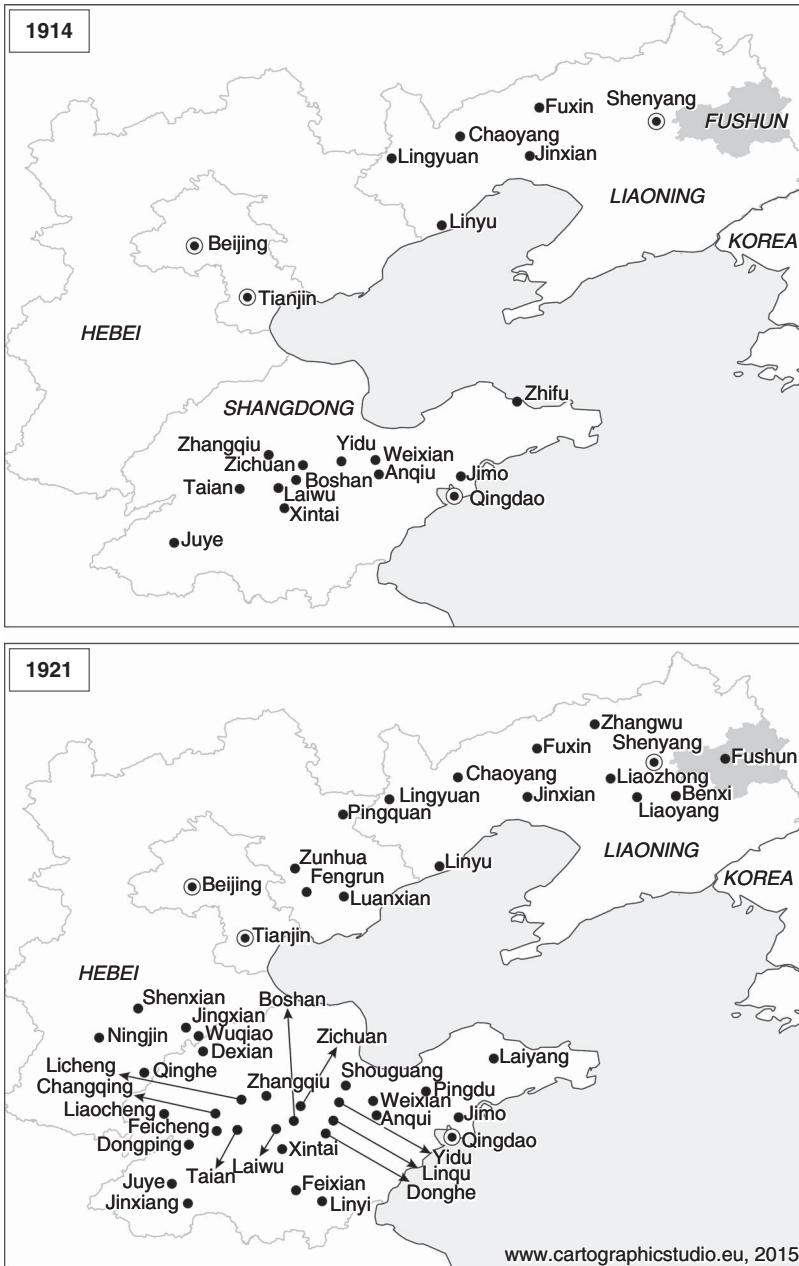 1914
Fuxin
Shenyang
FUSHUN
Chaoyang
Lingyuan
Jinxian
LIAONING
Linyu
KOREA
Beijing
Tianjin
HEBEI
Zhifu
SHANGDONG
Zhangqiu
Yidu
Weixian
Zichuan
Anqiu
Jimo
Boshan
Taian
Laiwu
Qingdao
Xintai
Juye
1921
Zhangwu
Fuxin
Shenyang
Fushun
Chaoyang
Liaozhong
Lingyuan
Jinxian
Benxi
Liaoyang
Pingquan
LIAONING
Zunhua
Linyu
Fengrun
KOREA
Beijing
Luanxian
Tianjin
HEBEI
Shenxian
Boshan
Jingxian
Ningjin
Wuqiao
Zichuan
Dexian
Laiyang
Licheng
Qinghe
Shouguang
Changqing
Zhangqiu
Pingdu
Weixian
Liaocheng
Anqui
Jimo
Feicheng
Dongping
Xintai
Qingdao
Yidu
Laiwu
Linqu
Taian
Juye
Feixian
Donghe
Jinxiang
Linyi
www.cartographicstudio.eu, 2015